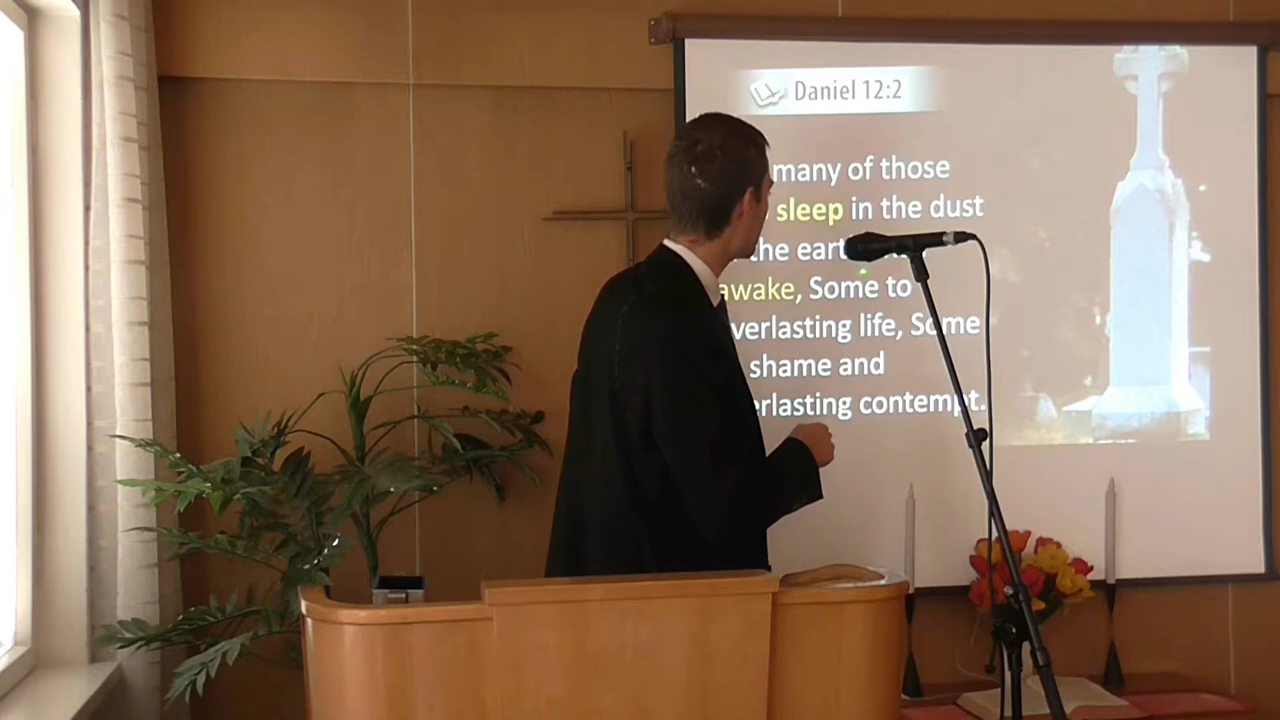 Daniel 12:2
many of those
sleep in the dust
the
awake, Some to
verlasting life, Some
shame and
erlasting contempt.